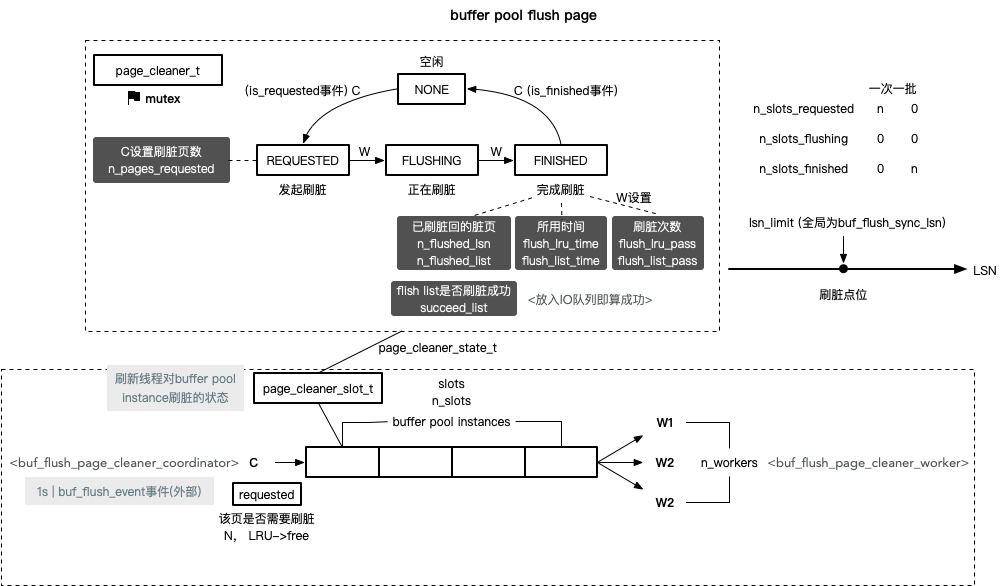 buffer pool flush page
page_cleaner_t
mutex
空闲
NONE
(is_requested事件) C
C (is_finished事件)
C设置刷脏页数
n_pages_requested
REQUESTED
W
FLUSHING
W
FINISHED
发起刷脏
正在刷脏
完成刷脏
W设置
已刷脏回的脏页
n_flushed_lsn
n_flushed_list
所用时间
flush_lru_time
flush_list_time
刷脏次数
flush_lru_pass
flush_list_pass
flish list是否刷脏成功
succeed_list
<放入IO队列即算成功>
一次一批
n_slots_requested n 0
n_slots_flushing 0 0
n_slots_finished 0 n
lsn_limit (全局为buf_flush_sync_lsn)
LSN
刷脏点位
page_cleaner_state_t
刷新线程对buffer pool
instance刷脏的状态
page_cleaner_slot_t
slots
n_slots
buffer pool instances
<buf_flush_page_cleaner_coordinator> C
1s | buf_flush_event事件(外部)
requested
该页是否需要刷脏
N， LRU->free
W1
W2
W2
n_workers
<buf_flush_page_cleaner_worker>